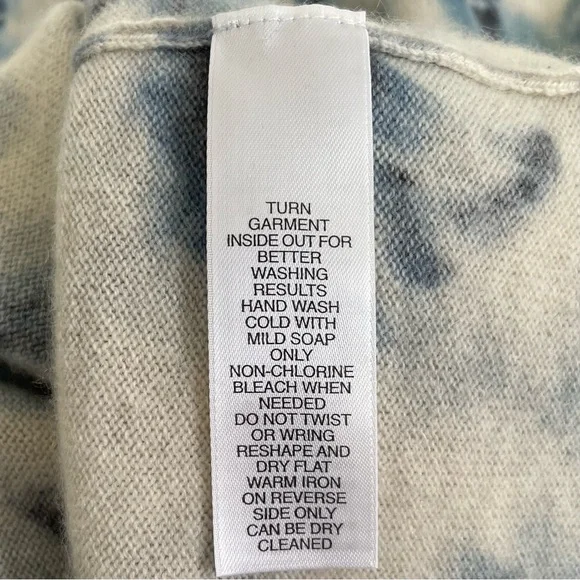 TURN
GARMENT
INSIDE OUT FOR
BETTER
WASHING
RESULTS
HAND WASH
COLD WITH
MILD SOAP
ONLY
NON-CHLORINE
BLEACH WHEN
NEEDED
DO NOT TWIST
OR WRING
RESHAPE AND
DRY FLAT
WARM IRON
ON REVERSE
SIDE ONLY
CAN BE DRY
CLEANED